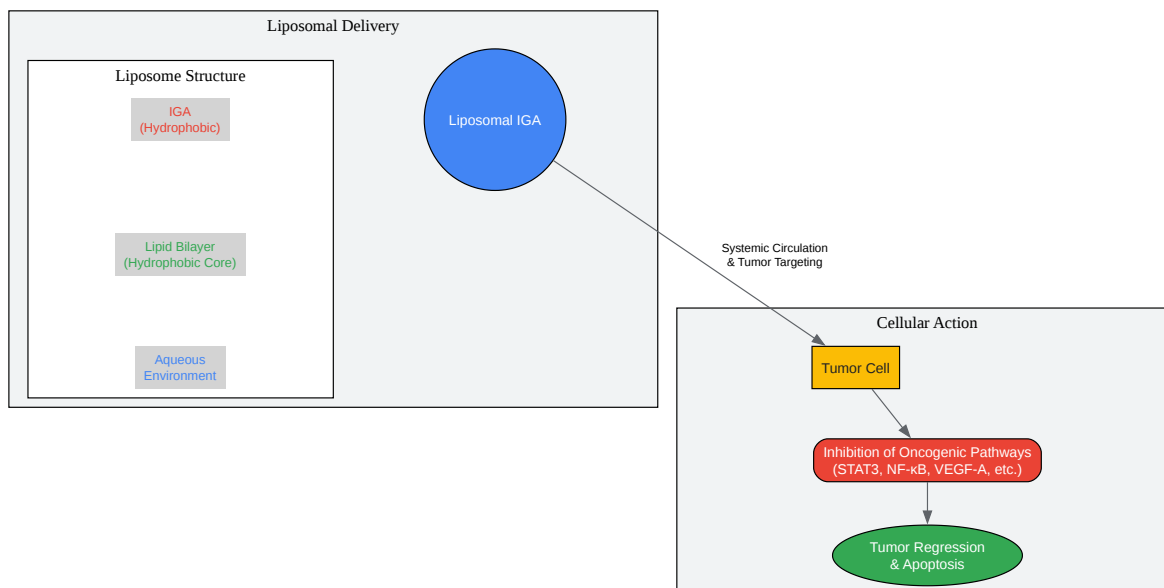 Liposomal Delivery
Liposome Structure
IGA
(Hydrophobic)
Lipid Bilayer
(Hydrophobic Core)
Aqueous
Environment
Liposomal IGA
Systemic Circulation
& Tumor Targeting
Cellular Action
Tumor Cell
Inhibition of Oncogenic Pathways
(STAT3, NF-κB, VEGF-A, etc.)
Tumor Regression
& Apoptosis